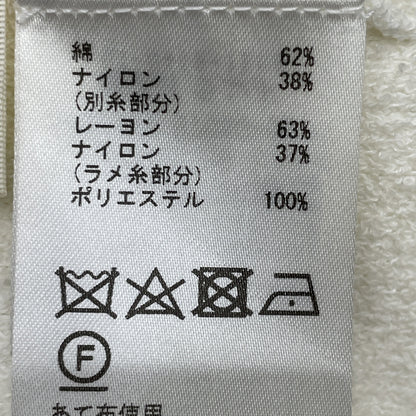 綿 62%
ナイロン 38%
(別糸部分)
レーヨン 63%
ナイロン 37%
(ラメ糸部分)
ポリエステル 100%
F
あて布使用